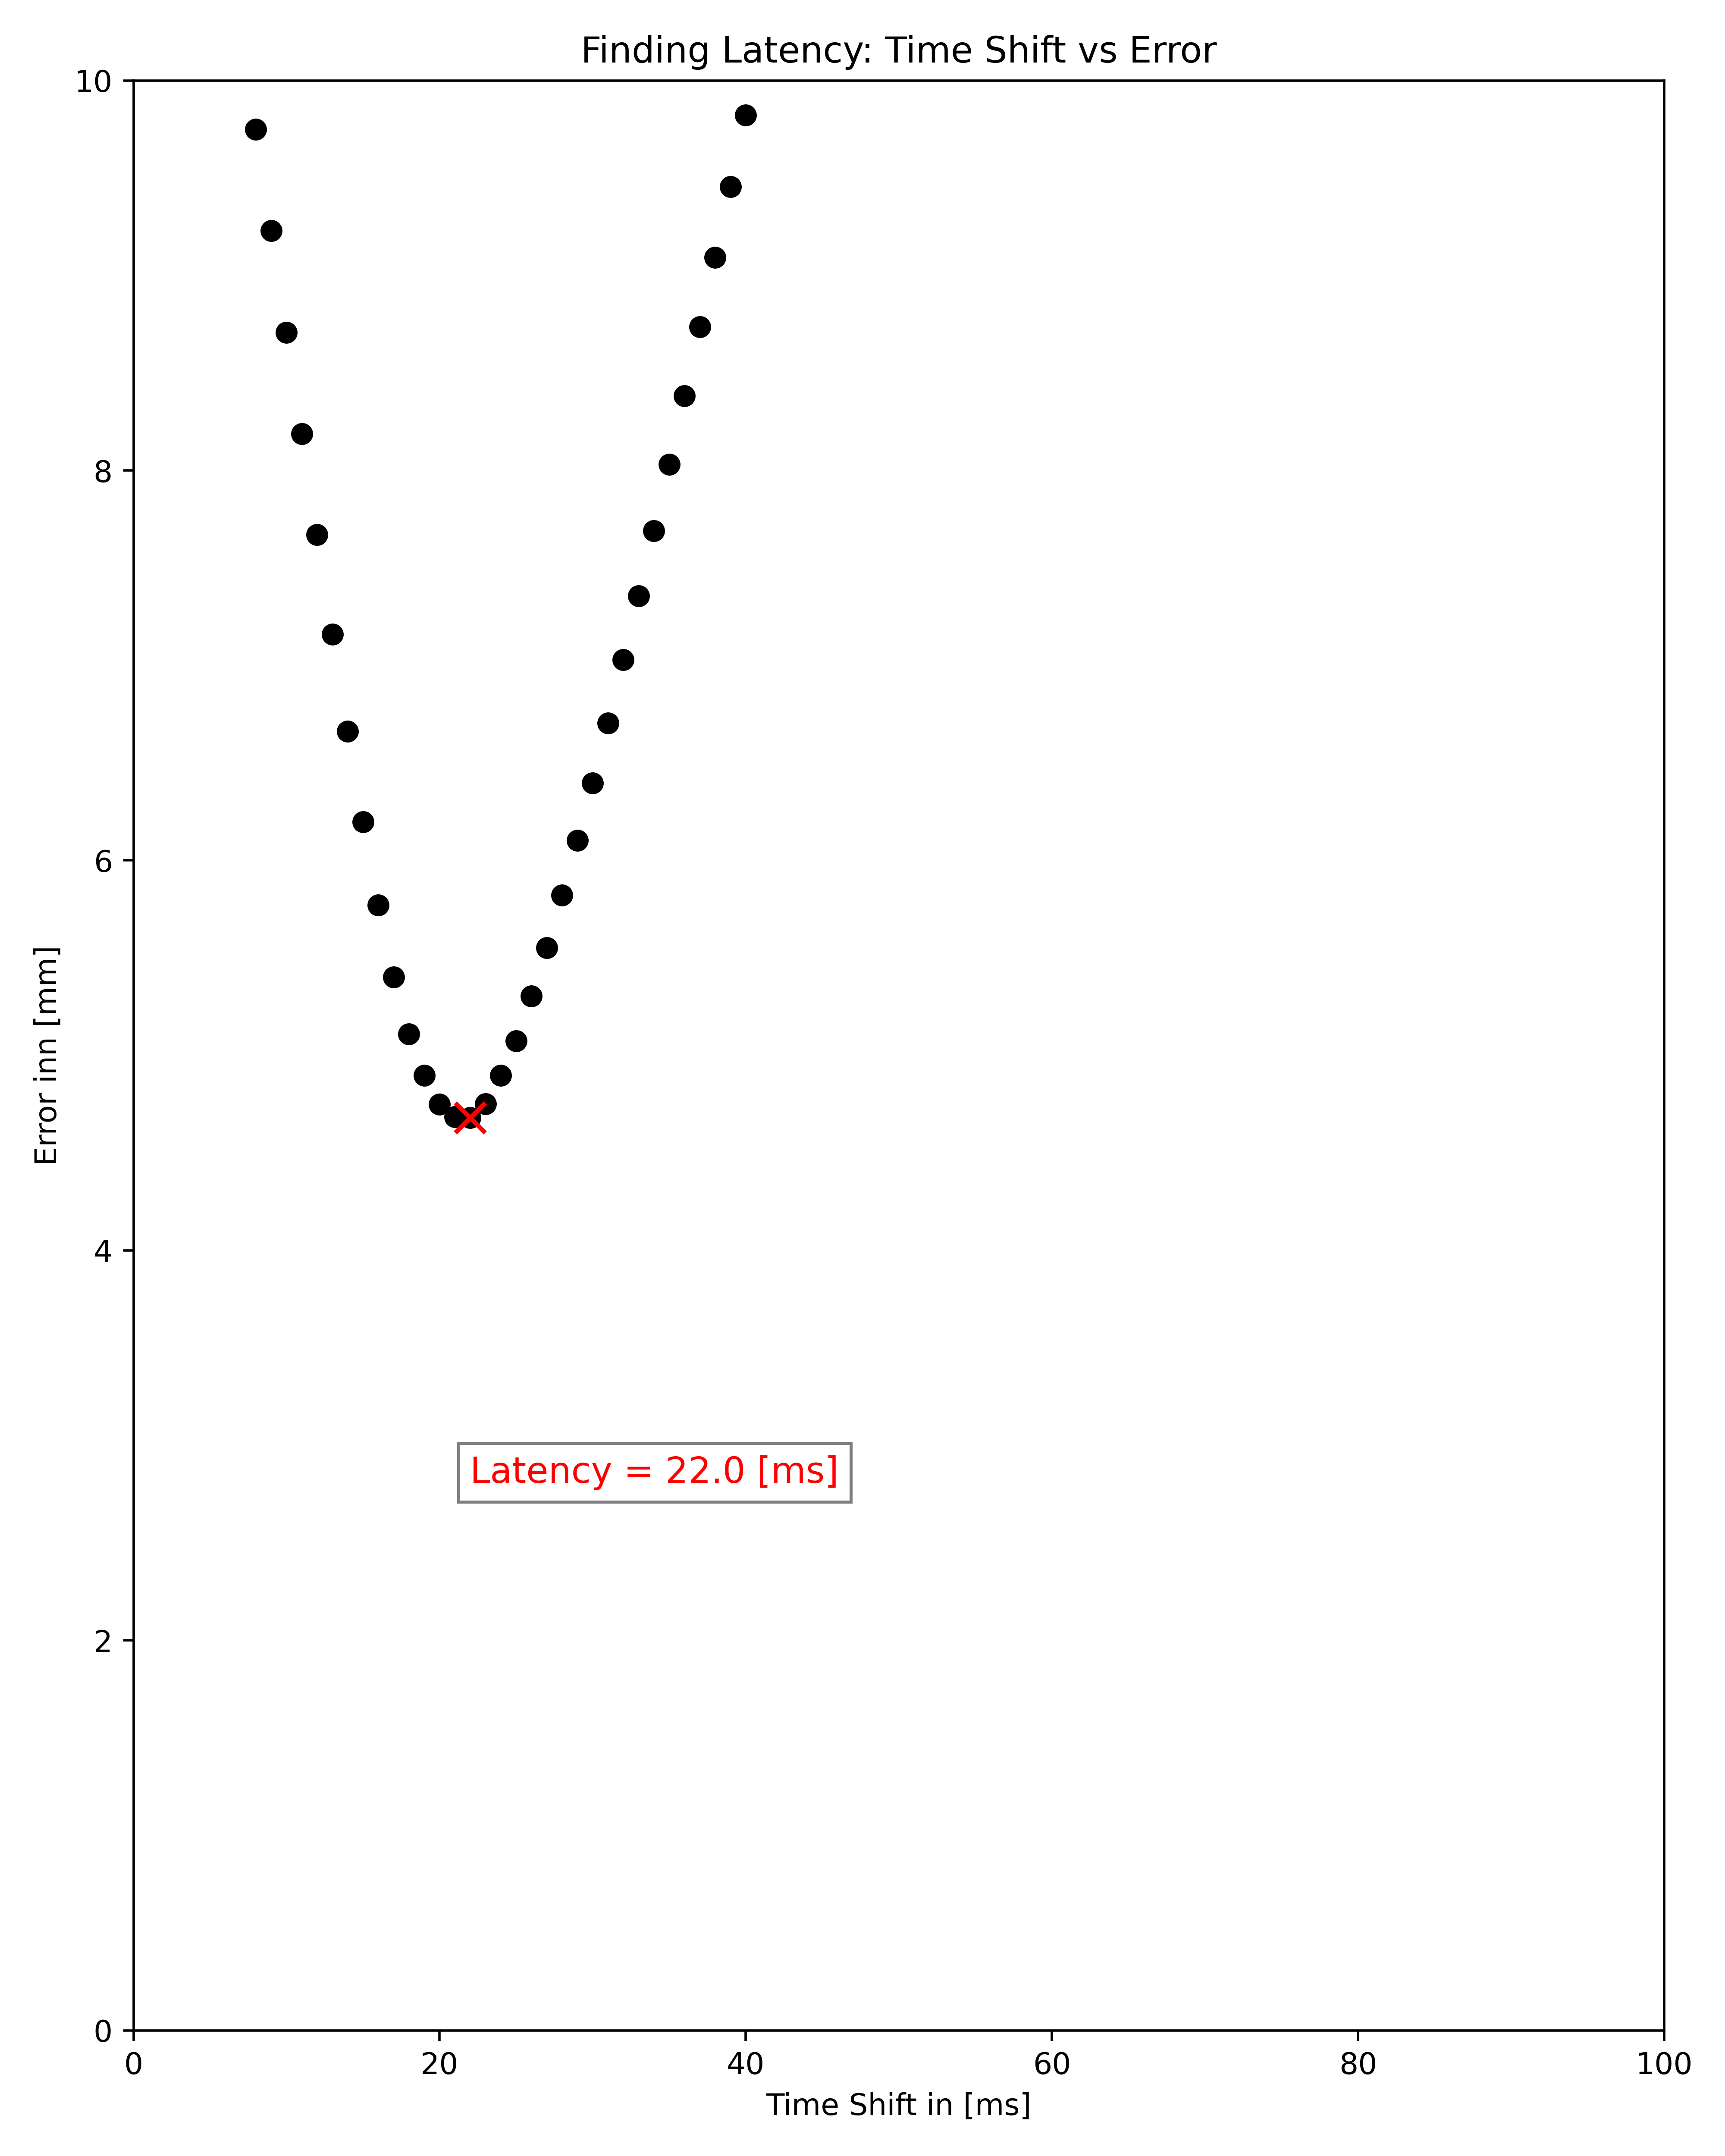 Finding Latency: Time Shift vs Error
10
8
6
4
2
0
Error inn [mm]
Latency = 22.0 [ms]
0 20 40 60 80 100
Time Shift in [ms]